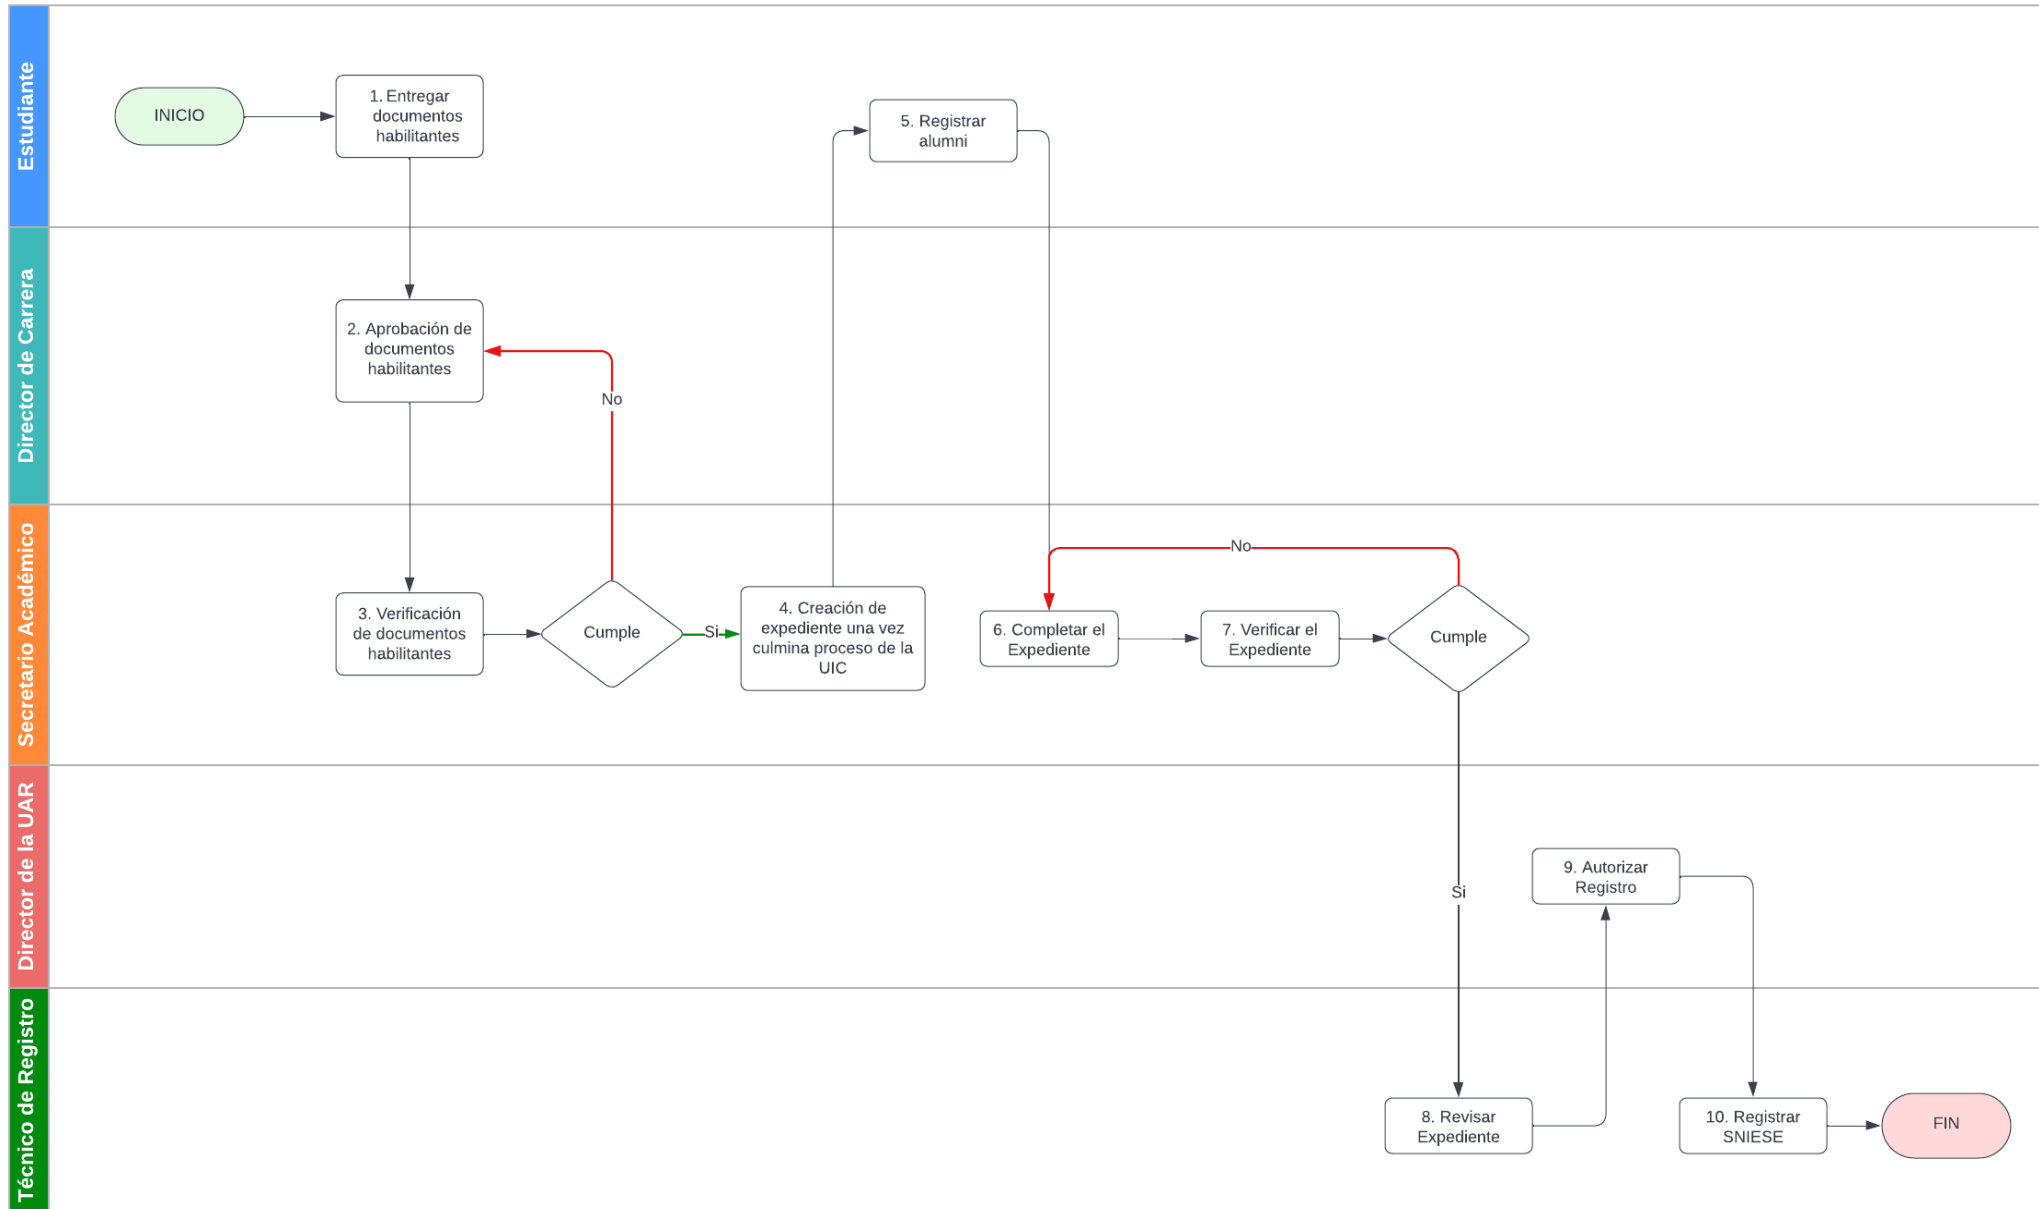 Estudiante
INICIO
1. Entregar
documentos
habilitantes
5. Registrar
alumni
Director de Carrera
2. Aprobación de
documentos
habilitantes
No
Secretario Académico
3. Verificación
de documentos
habilitantes
Cumple
Si
4. Creación de
expediente una vez
culmina proceso de la
UIC
No
6. Completar el
Expediente
7. Verificar el
Expediente
Cumple
Director de la UAR
Si
9. Autorizar
Registro
Técnico de Registro
8. Revisar
Expediente
10. Registrar
SNIESE
FIN